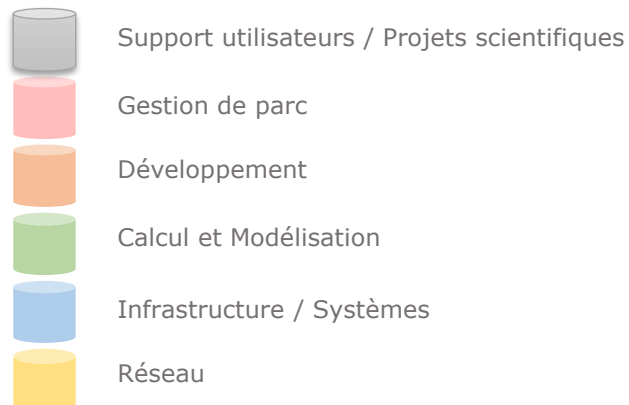 Support utilisateurs / Projets scientifiques
Gestion de parc
Développement
Calcul et Modélisation
Infrastructure / Systèmes
Réseau